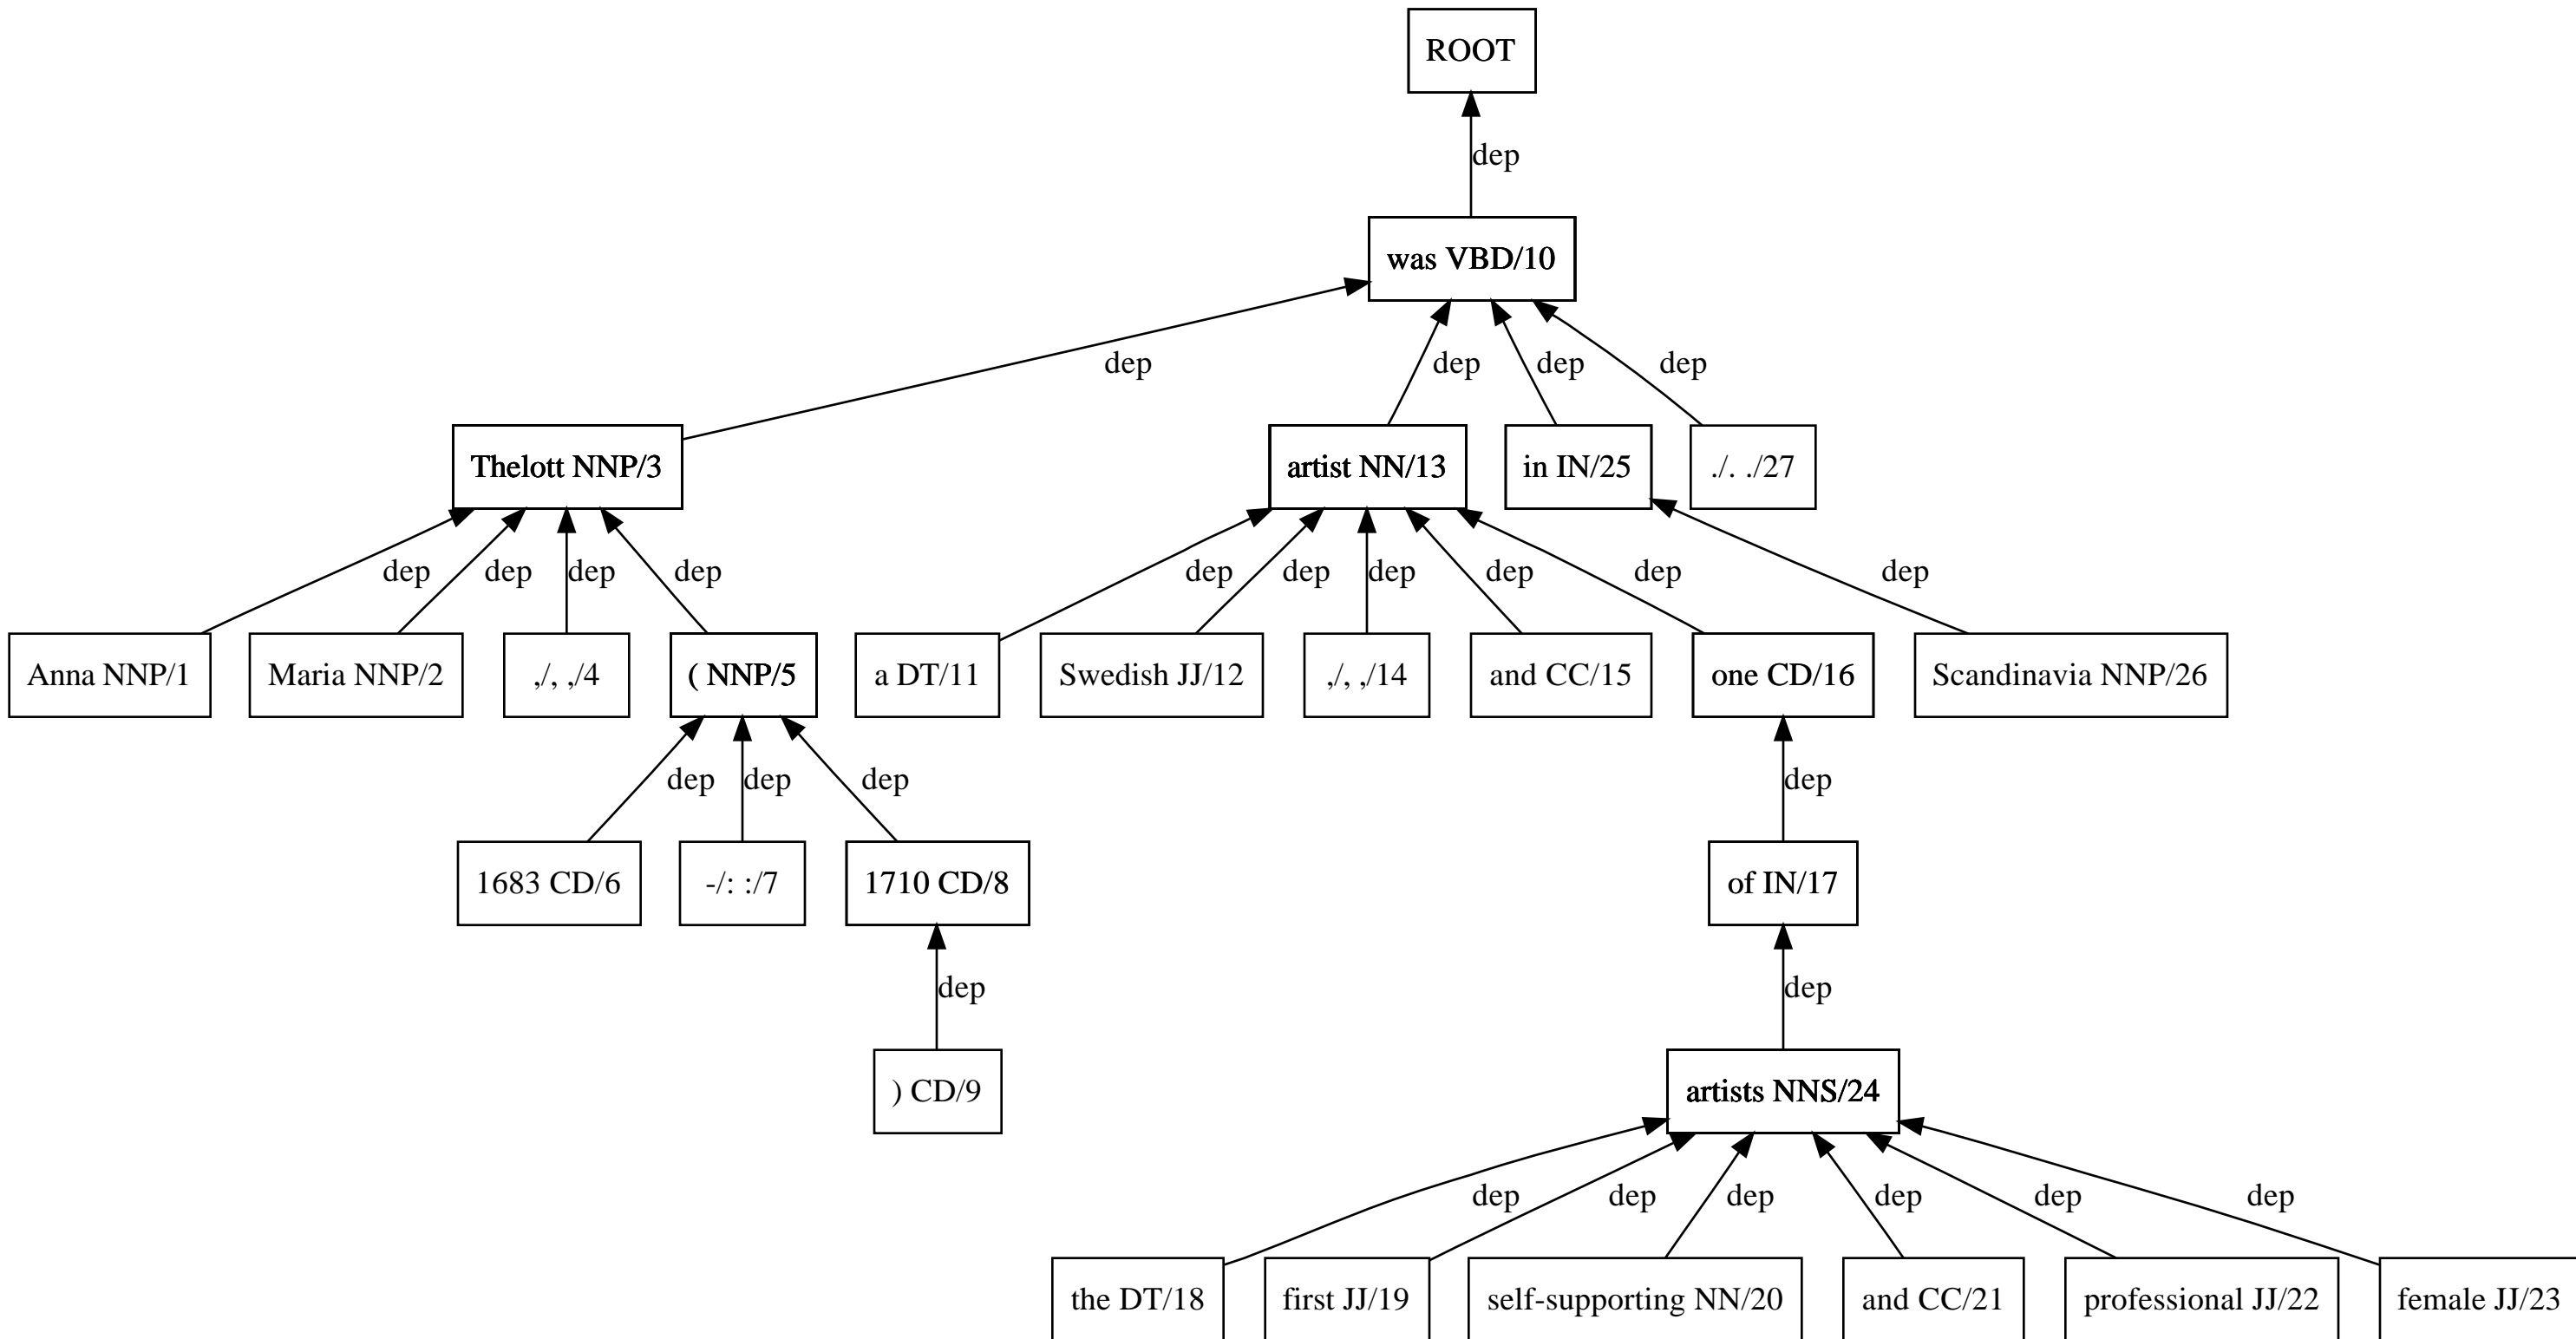 ROOT
dep
was VBD/10
dep dep dep dep
Thelott NNP/3 artist NN/13 in IN/25 ./. ./27
dep dep dep dep dep dep dep dep dep dep
Anna NNP/1 Maria NNP/2 ,/, ,/4 ( NNP/5 a DT/11 Swedish JJ/12 ,/, ,/14 and CC/15 one CD/16 Scandinavia NNP/26
dep dep dep dep
1683 CD/6 -/: :/7 1710 CD/8 of IN/17
dep dep
) CD/9 artists NNS/24
dep dep dep dep dep dep
the DT/18 first JJ/19 self-supporting NN/20 and CC/21 professional JJ/22 female JJ/23